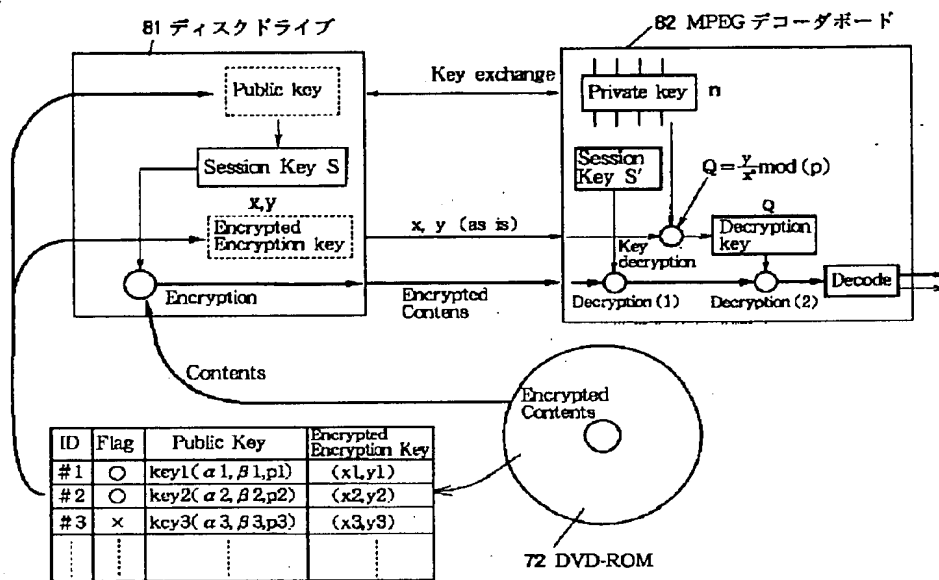 81 ディスクドライブ
82 MPEG デコーダボード
Public key
Key exchange
Private key n
Session Key S
Session
Key S'
Q = y/xⁿ mod (p)
x,y
Encrypted
Encryption key
x, y (as is)
Q
Decryption
key
Key
decryption
Encryption
Encrypted
Contens
Decryption(1)
Decryption(2)
Decode
Contents
Encrypted
Contents
ID Flag Public Key Encrypted Encryption Key
#1 ○ key1(α1,β1,p1) (x1,y1)
#2 ○ key2(α2,β2,p2) (x2,y2)
#3 × key3(α3,β3,p3) (x3,y3)
72 DVD-ROM